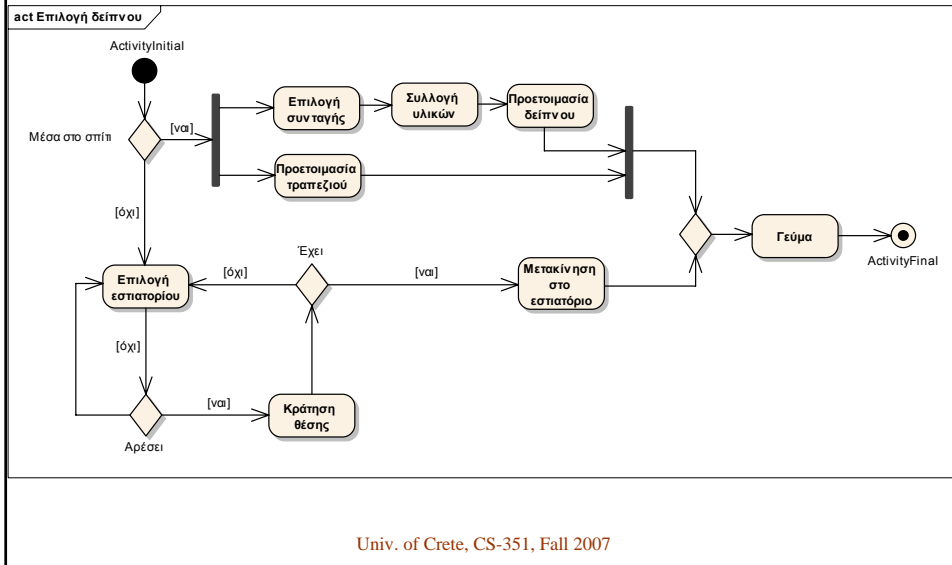 act Επιλογή δείπνου
ActivityInitial
Μέσα στο σπίτι
[ναι]
Επιλογή
συνταγής
Συλλογή
υλικών
Προετοιμασία
δείπνου
Προετοιμασία
τραπεζιού
[όχι]
Γεύμα
ActivityFinal
Έχει
Επιλογή
εστιατορίου
[όχι]
[ναι]
Μετακίνηση
στο
εστιατόριο
[όχι]
[ναι]
Κράτηση
θέσης
Αρέσει
Univ. of Crete, CS-351, Fall 2007